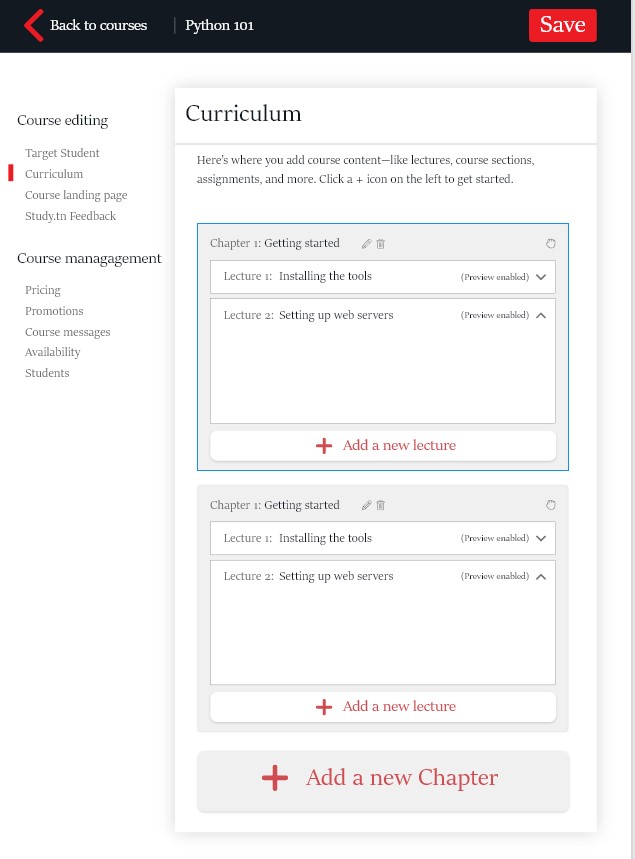 Back to courses | Python 101
Save
Course editing
Target Student
Curriculum
Course landing page
Study.tn Feedback
Course managagement
Pricing
Promotions
Course messages
Availability
Students
Curriculum
Here's where you add course content—like lectures, course sections,
assignments, and more. Click a + icon on the left to get started.
Chapter 1: Getting started
Lecture 1: Installing the tools (Preview enabled)
Lecture 2: Setting up web servers (Preview enabled)
Add a new lecture
Chapter 1: Getting started
Lecture 1: Installing the tools (Preview enabled)
Lecture 2: Setting up web servers (Preview enabled)
Add a new lecture
Add a new Chapter